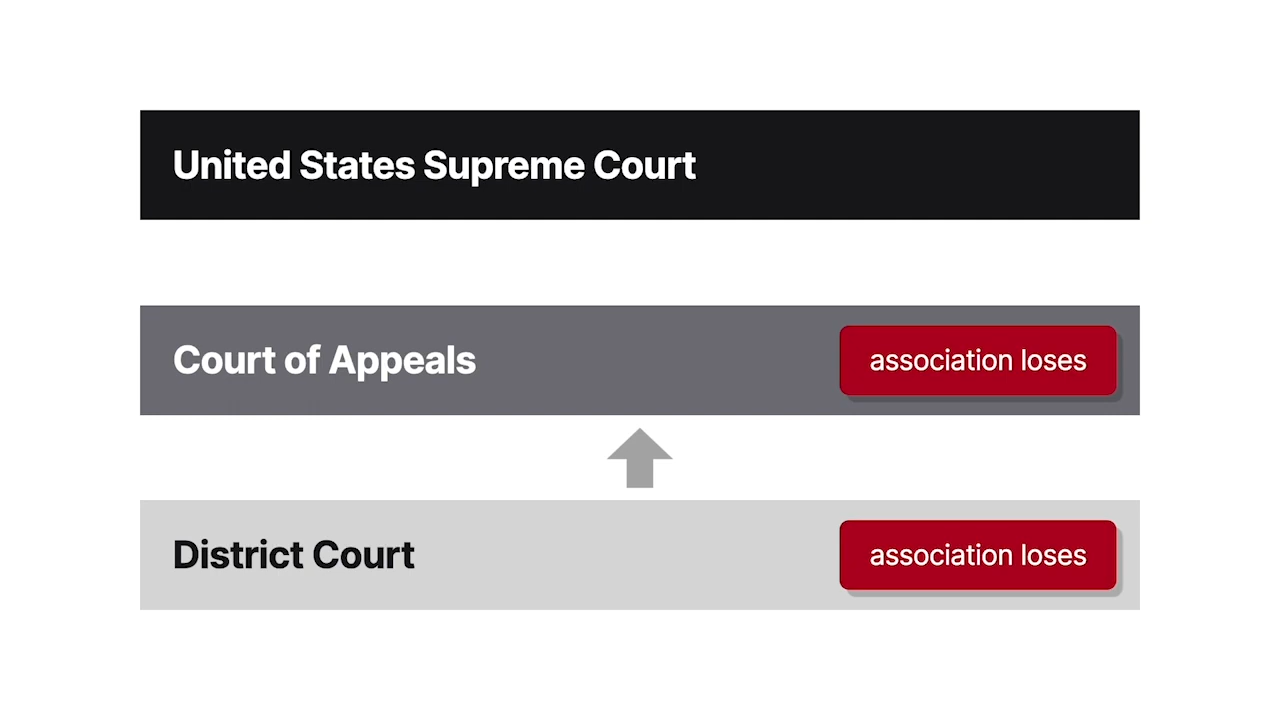 United States Supreme Court
Court of Appeals
association loses
District Court
association loses